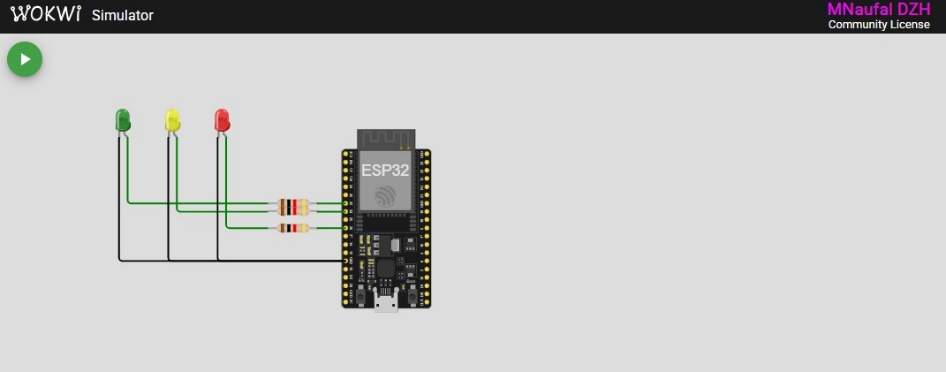 WOKWi Simulator
MNaufal DZH
Community License
ESP32